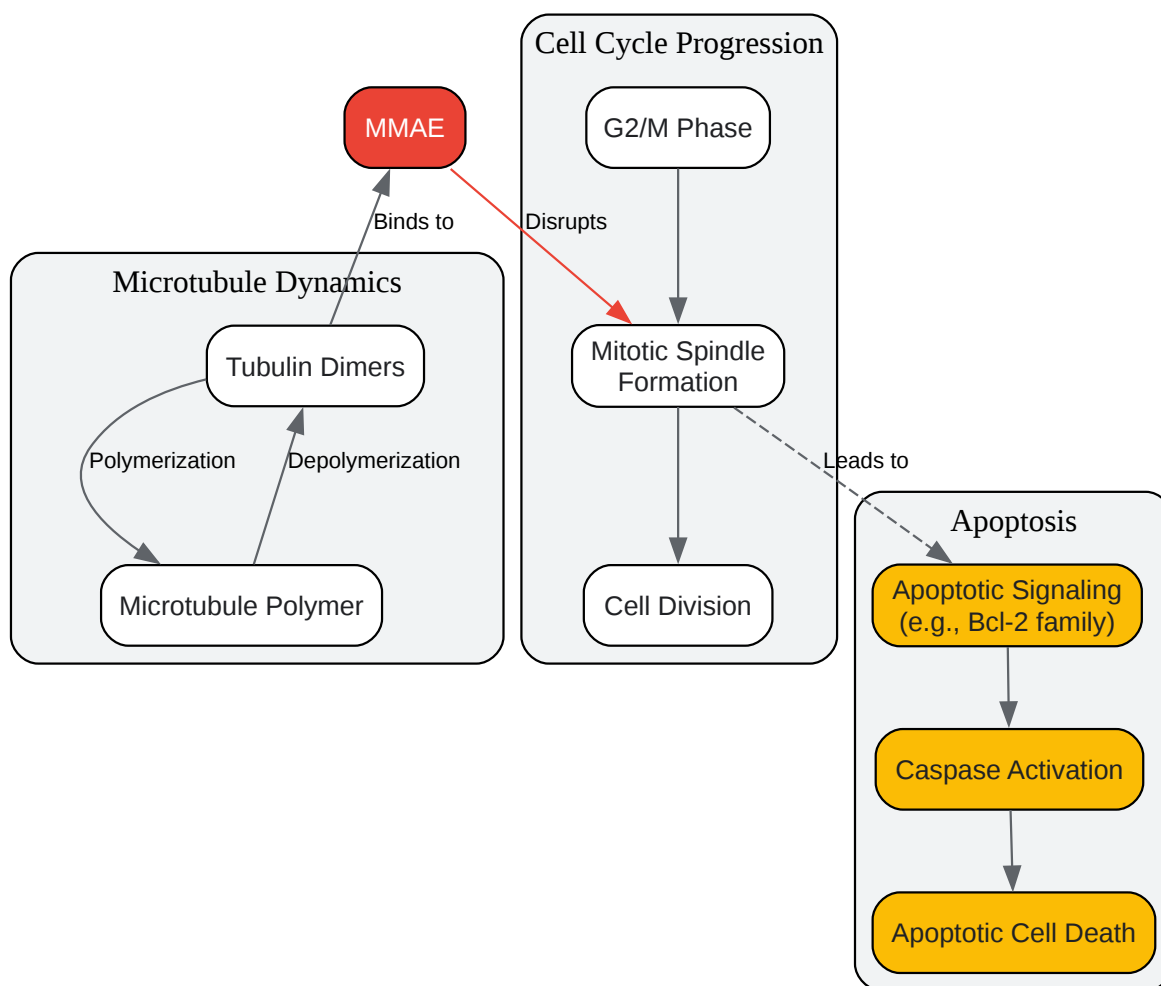 Cell Cycle Progression
MMAE
G2/M Phase
Binds to
Disrupts
Microtubule Dynamics
Tubulin Dimers
Mitotic Spindle
Formation
Polymerization
Depolymerization
Leads to
Apoptosis
Microtubule Polymer
Cell Division
Apoptotic Signaling
(e.g., Bcl-2 family)
Caspase Activation
Apoptotic Cell Death